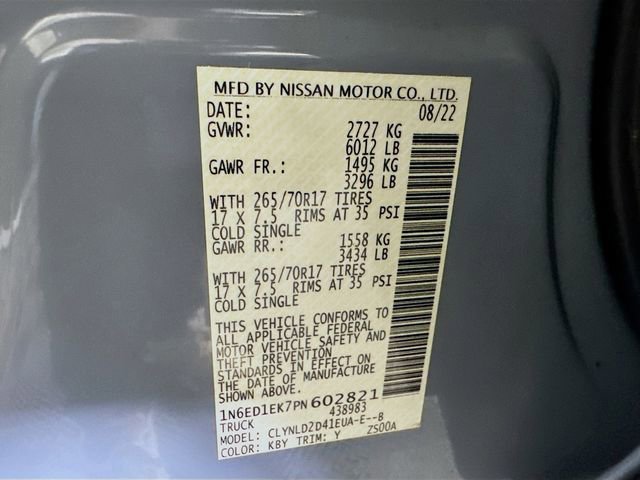 MFD BY NISSAN MOTOR CO., LTD.
DATE: 08/22
GVWR: 2727 KG
6012 LB
GAWR FR.: 1495 KG
3296 LB
WITH 265/70R17 TIRES
17 X 7.5 RIMS AT 35 PSI
COLD SINGLE
GAWR RR.: 1558 KG
3434 LB
WITH 265/70R17 TIRES
17 X 7.5 RIMS AT 35 PSI
COLD SINGLE
THIS VEHICLE CONFORMS TO
ALL APPLICABLE FEDERAL
MOTOR VEHICLE SAFETY AND
THEFT PREVENTION
STANDARDS IN EFFECT ON
THE DATE OF MANUFACTURE
SHOWN ABOVE.
1N6ED1EK7PN602821
TRUCK 438983
MODEL: CLYNLD2D41EUA-E--B
COLOR: KBY TRIM: Y ZS00A